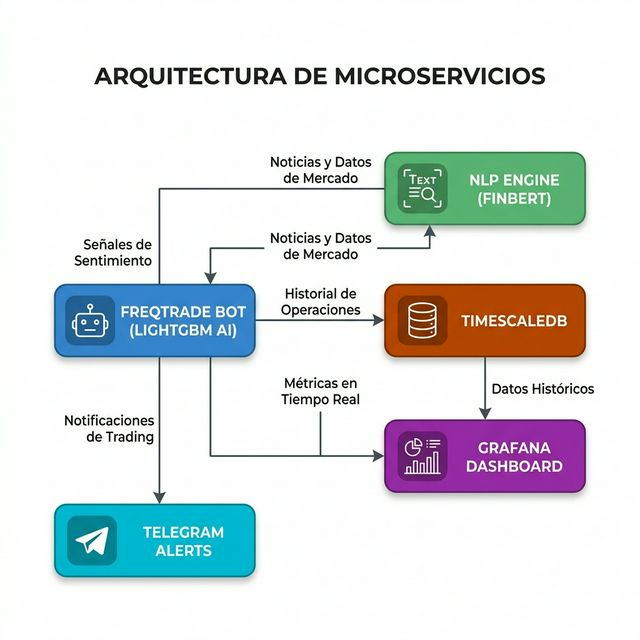 ARQUITECTURA DE MICROSERVICIOS
Noticias y Datos
de Mercado
TEXT
NLP ENGINE
(FINBERT)
Señales de
Sentimiento
Noticias y Datos
de Mercado
FREQTRADE BOT
(LIGHTGBM AI)
Historial de
Operaciones
TIMESCALEDB
Métricas en
Tiempo Real
Datos Históricos
Notificaciones
de Trading
GRAFANA
DASHBOARD
TELEGRAM
ALERTS